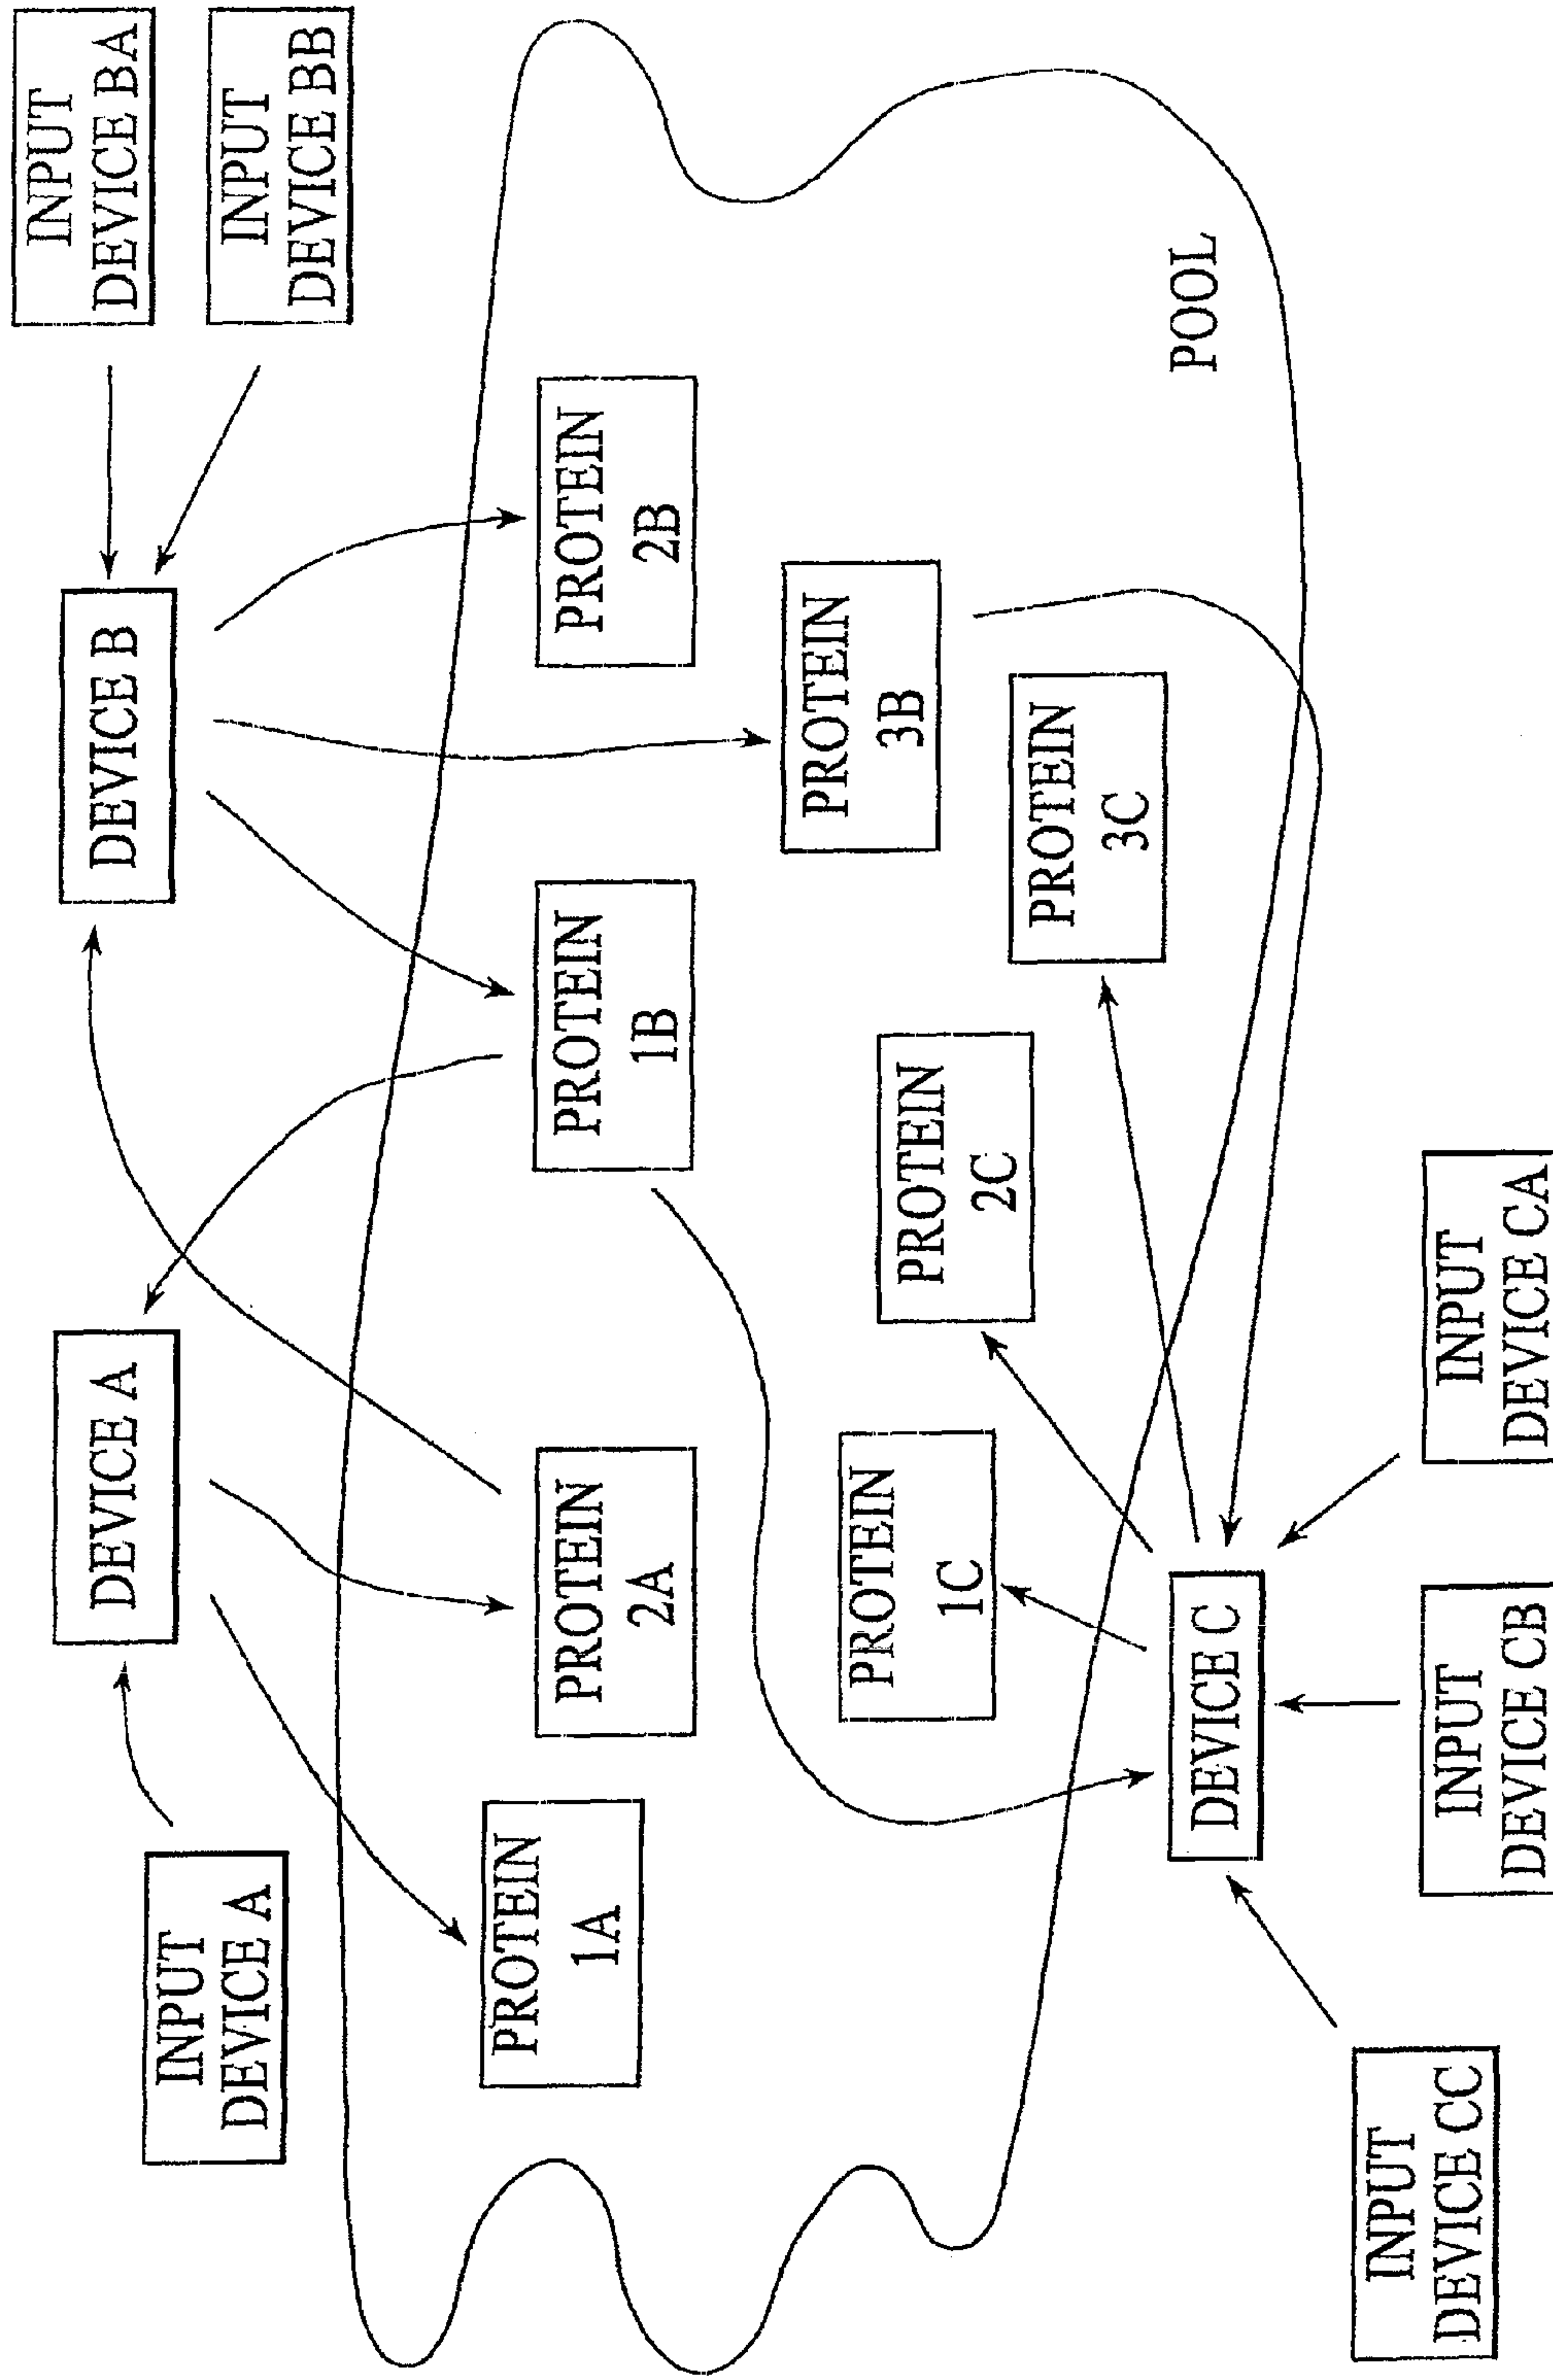 INPUT
DEVICE A
DEVICE A
DEVICE B
INPUT
DEVICE BA
INPUT
DEVICE BB
PROTEIN
1A
PROTEIN
2A
PROTEIN
1B
PROTEIN
2B
PROTEIN
3B
PROTEIN
1C
PROTEIN
2C
PROTEIN
3C
POOL
DEVICE C
INPUT
DEVICE CC
INPUT
DEVICE CB
INPUT
DEVICE CA